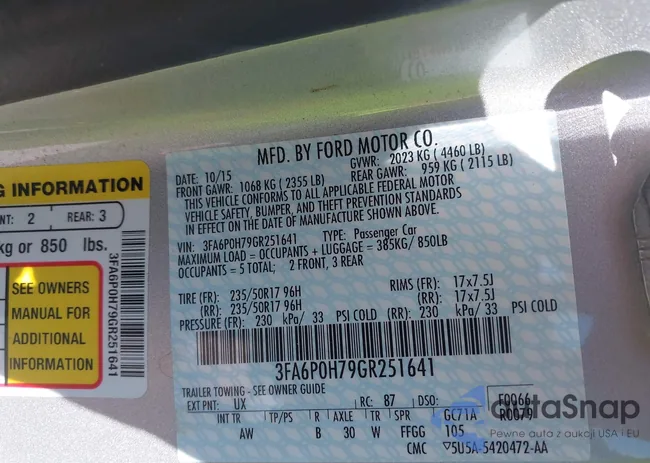 G INFORMATION
NT: 2 REAR: 3
kg or 850 lbs.
SEE OWNERS
MANUAL FOR
ADDITIONAL
INFORMATION
3FA6P0H79GR251641
MFD. BY FORD MOTOR CO.
DATE: 10/15 GVWR: 2023 KG ( 4460 LB)
FRONT GAWR: 1068 KG ( 2355 LB) REAR GAWR: 959 KG ( 2115 LB)
THIS VEHICLE CONFORMS TO ALL APPLICABLE FEDERAL MOTOR
VEHICLE SAFETY, BUMPER, AND THEFT PREVENTION STANDARDS
IN EFFECT ON THE DATE OF MANUFACTURE SHOWN ABOVE.
VIN: 3FA6P0H79GR251641 TYPE: Passenger Car
MAXIMUM LOAD = OCCUPANTS + LUGGAGE = 385KG/ 850LB
OCCUPANTS = 5 TOTAL; 2 FRONT, 3 REAR
TIRE (FR): 235/50R17 96H RIMS (FR): 17x7.5J
(RR): 235/50R17 96H (RR): 17x7.5J
PRESSURE (FR): 230 kPa/ 33 PSI COLD (RR): 230 kPa/ 33 PSI COLD
3FA6P0H79GR251641
TRAILER TOWING - SEE OWNER GUIDE
EXT PNT: UX RC: 87 DSO: F0066
R0079
INT TR TP/PS R AXLE TR SPR GC71A
AW B 30 W FFGG 105
CMC 5U5A-5420472-AA
dataSnap
Pewne auta z aukcji USA i EU